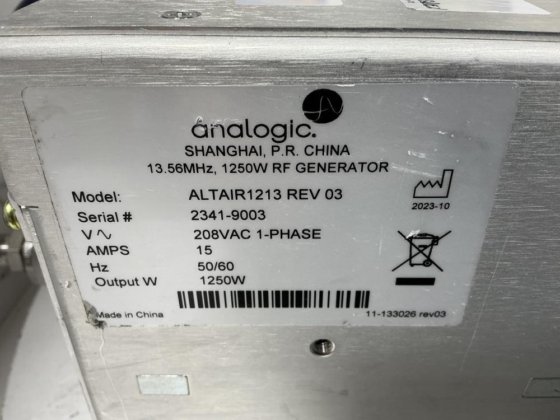 analogic.
SHANGHAI, P.R. CHINA
13.56MHz, 1250W RF GENERATOR
Model: ALTAIR1213 REV 03
Serial # 2341-9003
V∿ 208VAC 1-PHASE
AMPS 15
Hz 50/60
Output W 1250W
2023-10
Made in China
11-133026 rev03